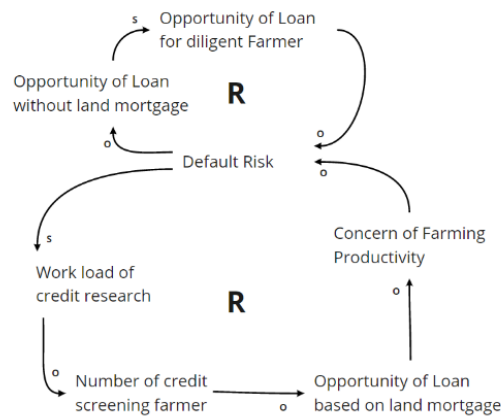 s
Opportunity of Loan
for diligent Farmer
Opportunity of Loan
without land mortgage
R
o
o
Default Risk
o
s
Concern of Farming
Productivity
Work load of
credit research
R
o
o
Number of credit
screening farmer
o
Opportunity of Loan
based on land mortgage